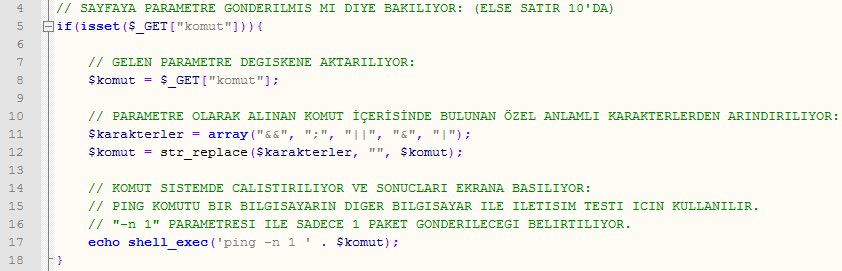 4 // SAYFAYA PARAMETRE GONDERILMIS MI DIYE BAKILIYOR: (ELSE SATIR 10'DA)
5 if(isset($_GET["komut"])){
6
7 // GELEN PARAMETRE DEGISKENE AKTARILIYOR:
8 $komut = $_GET["komut"];
9
10 // PARAMETRE OLARAK ALINAN KOMUT İÇERİSİNDE BULUNAN ÖZEL ANLAMLI KARAKTERLERDEN ARINDIRILIYOR:
11 $karakterler = array("&&", ";", "||", "&", "|");
12 $komut = str_replace($karakterler, "", $komut);
13
14 // KOMUT SISTEMDE CALISTIRILIYOR VE SONUCLARI EKRANA BASILIYOR:
15 // PING KOMUTU BIR BILGISAYARIN DIGER BILGISAYAR ILE ILETISIM TESTI ICIN KULLANILIR.
16 // "-n 1" PARAMETRESI ILE SADECE 1 PAKET GONDERILECEGI BELIRTILIYOR.
17 echo shell_exec('ping -n 1 ' . $komut);
18 }